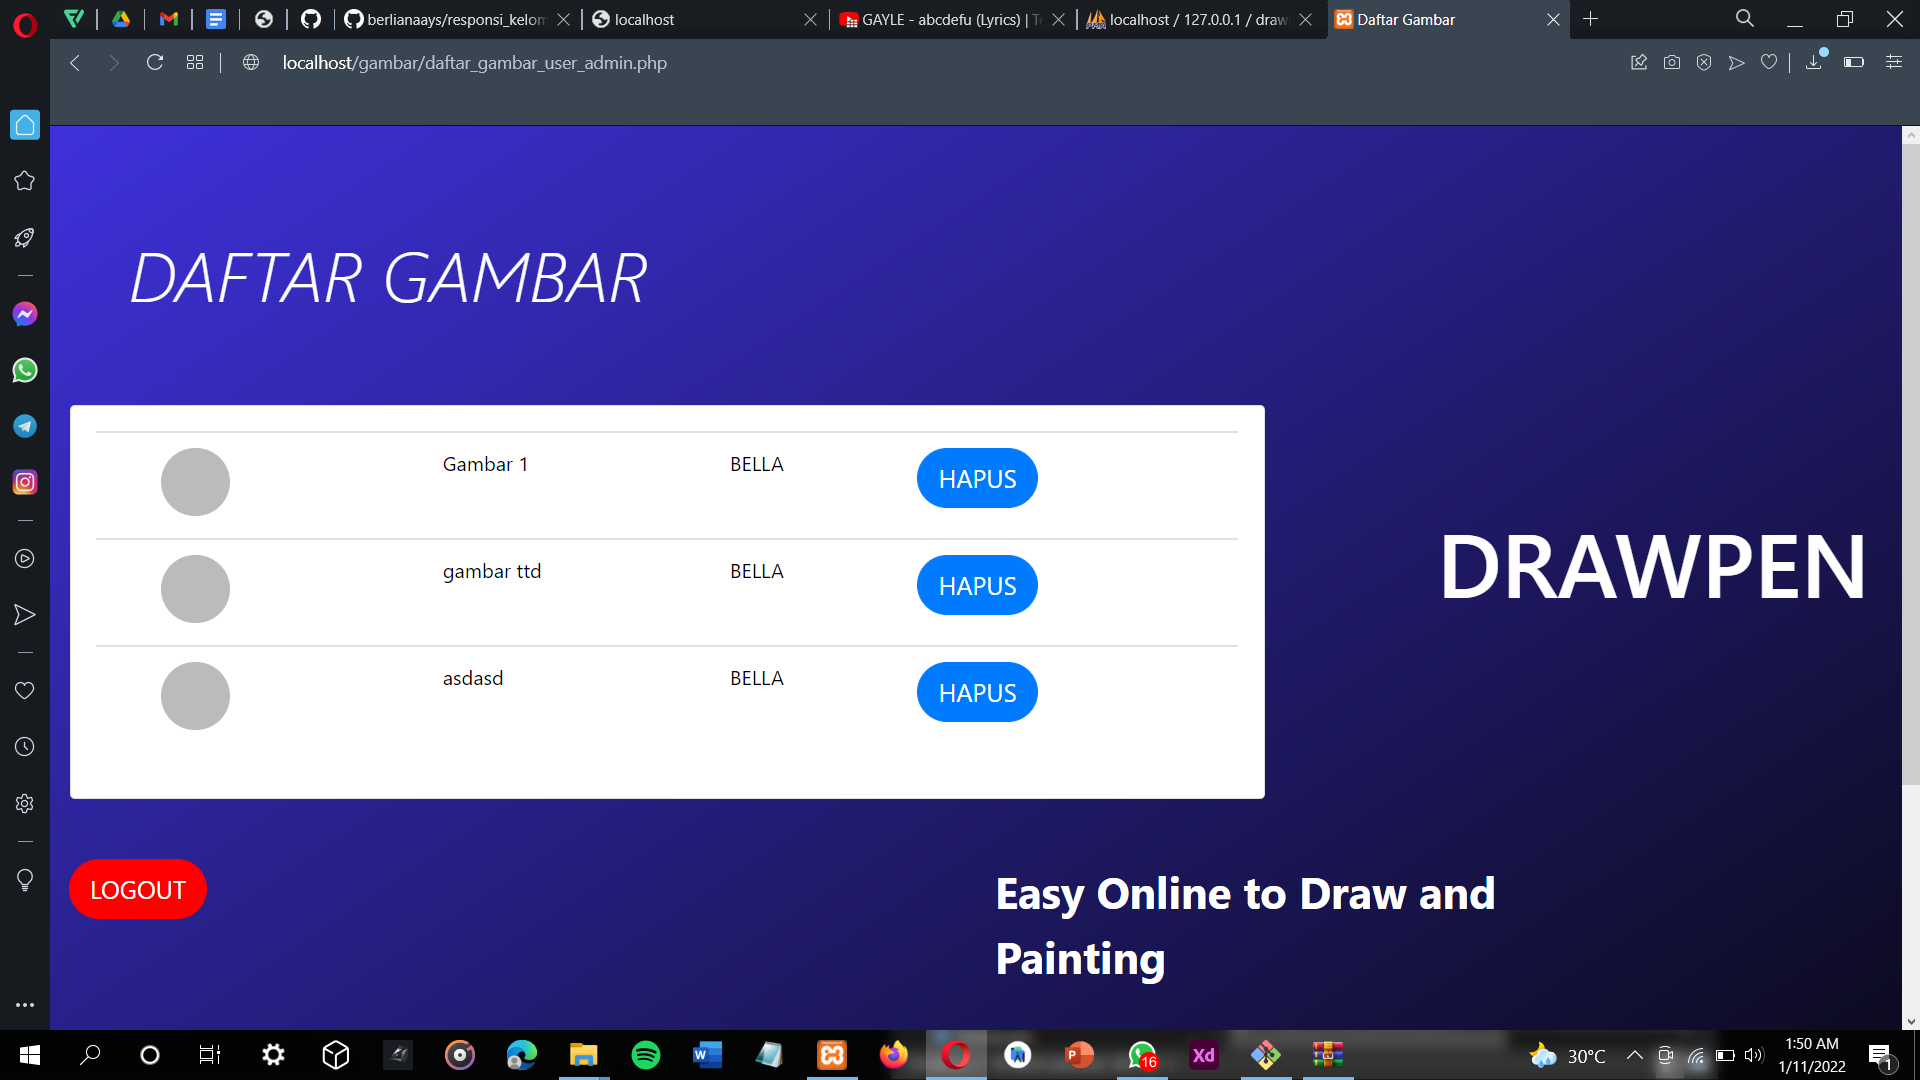 berlianaays/responsi_kelom
localhost
GAYLE - abcdefu (Lyrics) | Te
localhost / 127.0.0.1 / draw
Daftar Gambar
localhost/gambar/daftar_gambar_user_admin.php
DAFTAR GAMBAR
Gambar 1 BELLA HAPUS
gambar ttd BELLA HAPUS
asdasd BELLA HAPUS
DRAWPEN
LOGOUT
Easy Online to Draw and
Painting
16
Xd
30°C
1:50 AM
1/11/2022
1